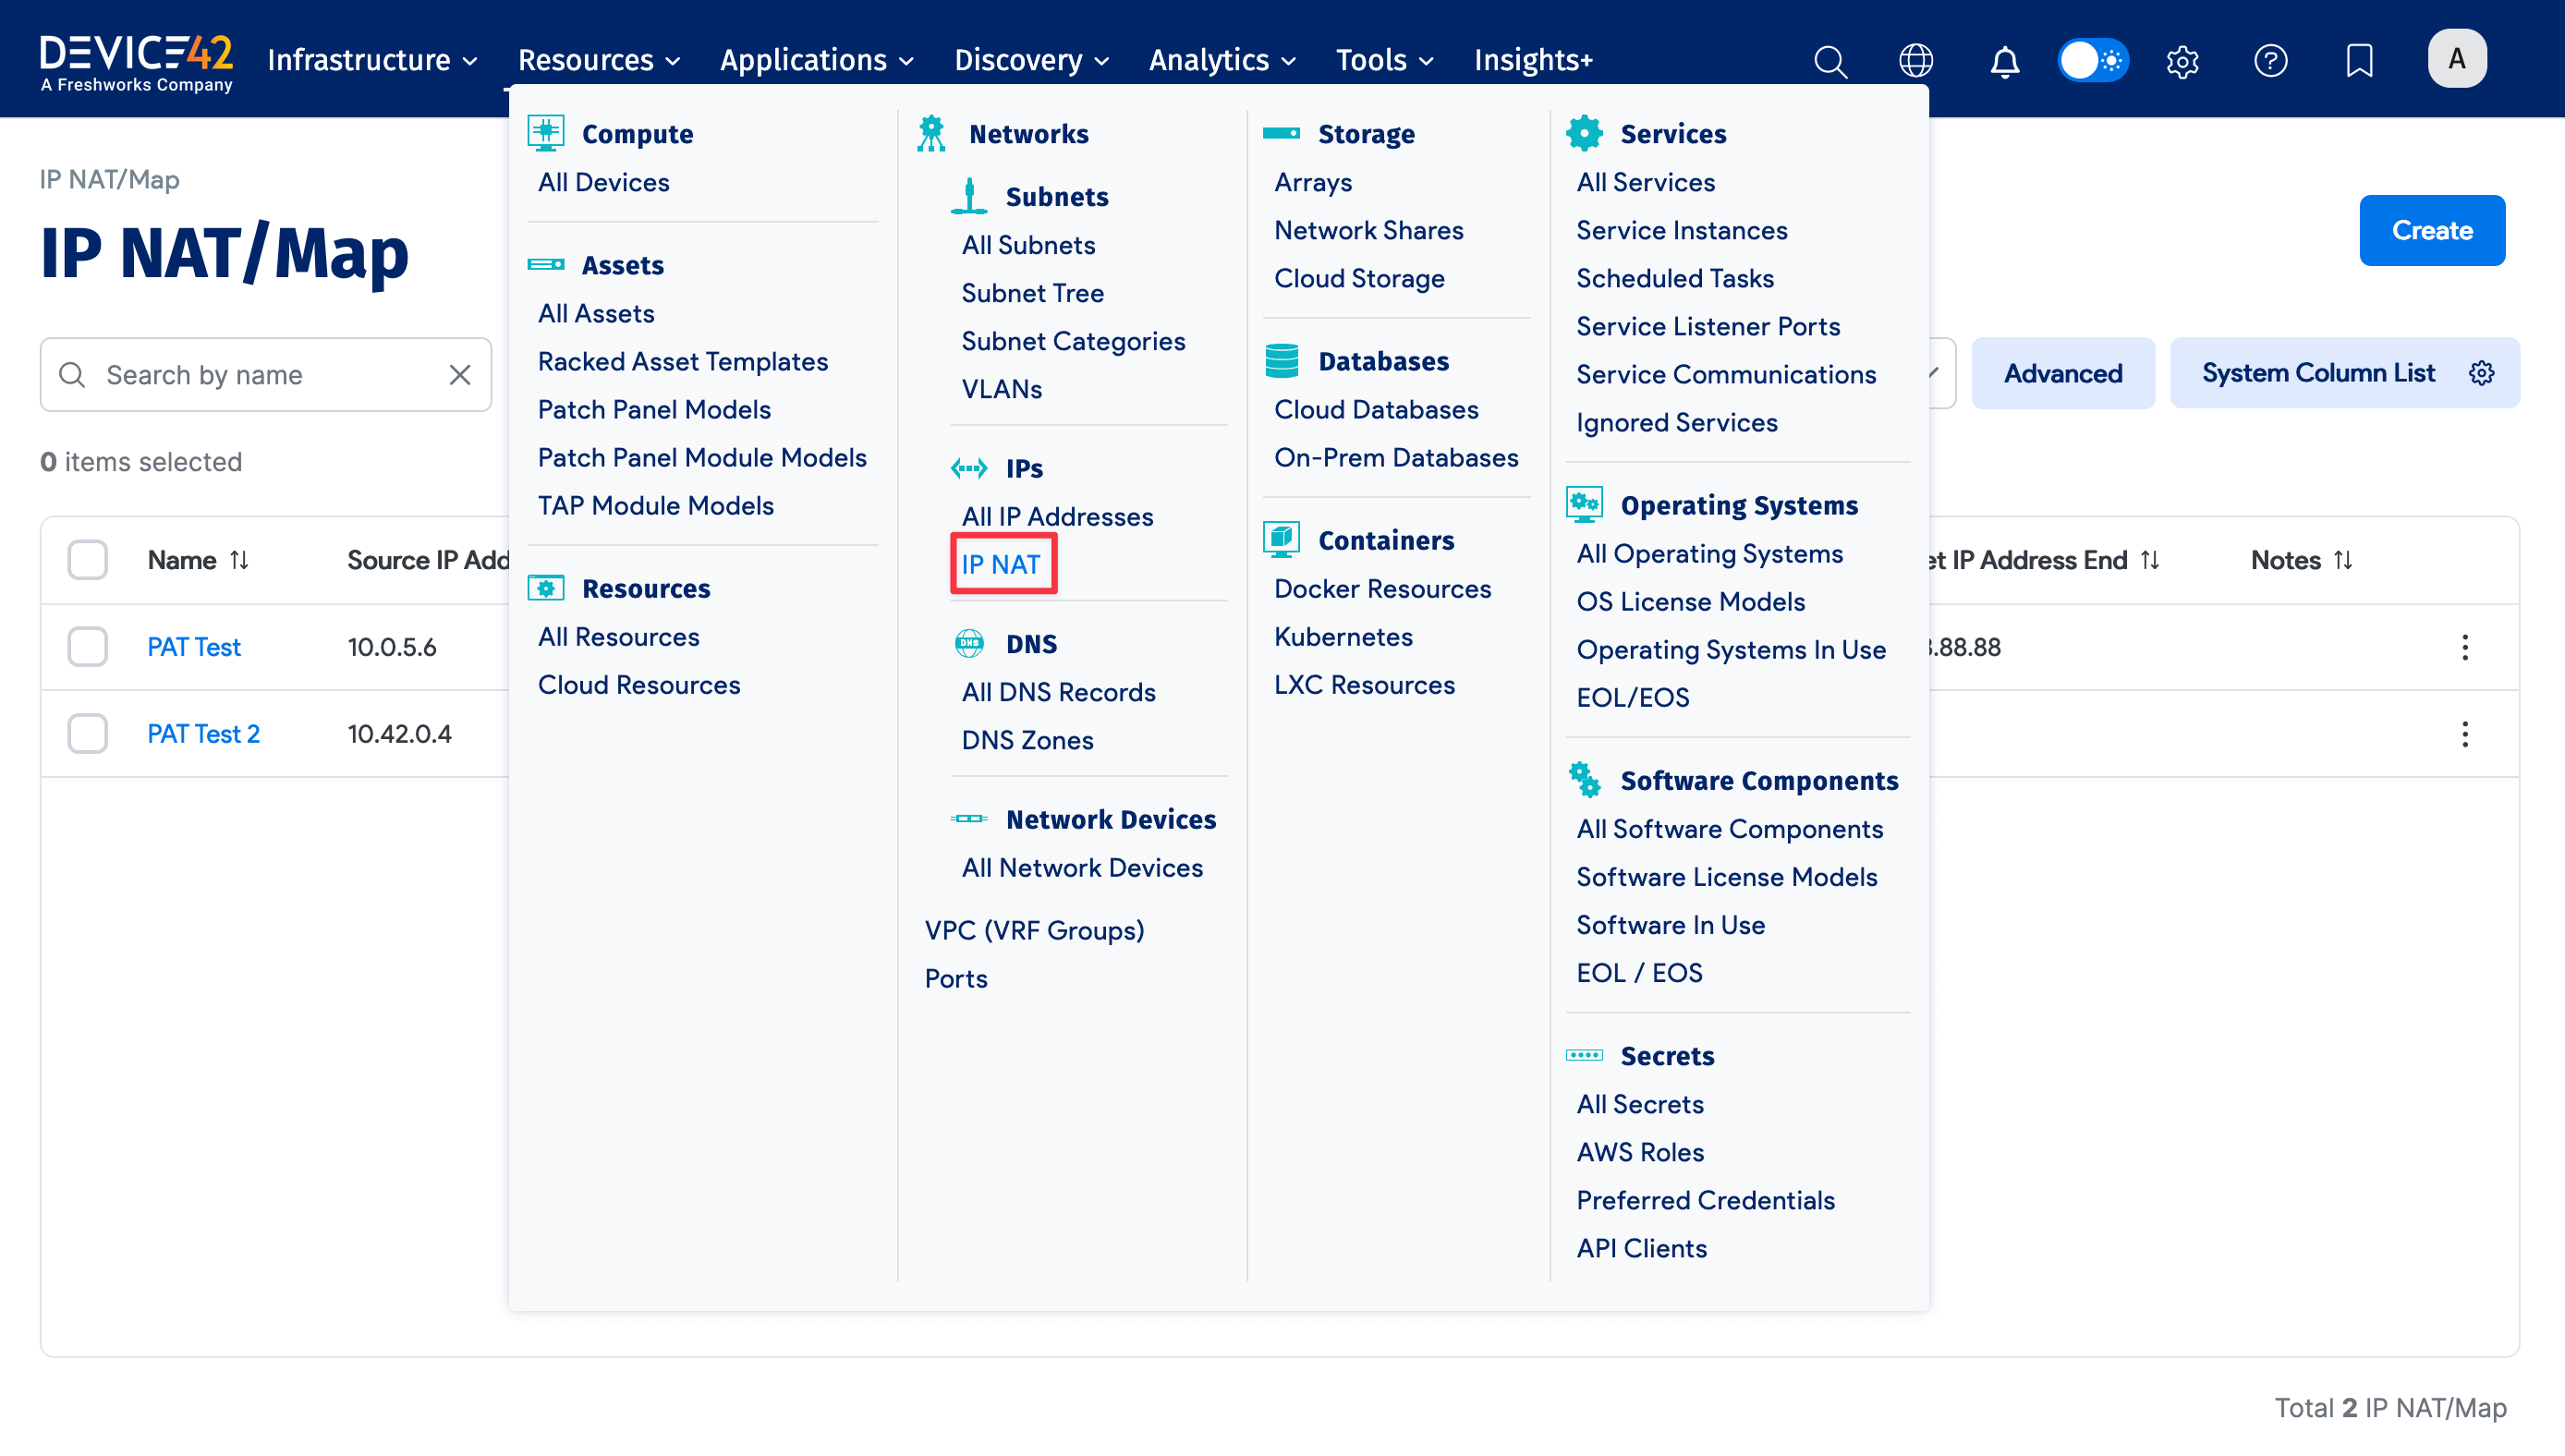 DEVICE42
A Freshworks Company
Infrastructure
Resources
Applications
Discovery
Analytics
Tools
Insights+
A
IP NAT/Map
IP NAT/Map
Create
Search by name
Advanced
System Column List
0 items selected
Name
Source IP Add
et IP Address End
Notes
PAT Test
10.0.5.6
.88.88
PAT Test 2
10.42.0.4
Compute
All Devices
Assets
All Assets
Racked Asset Templates
Patch Panel Models
Patch Panel Module Models
TAP Module Models
Resources
All Resources
Cloud Resources
Networks
Subnets
All Subnets
Subnet Tree
Subnet Categories
VLANs
IPs
All IP Addresses
IP NAT
DNS
All DNS Records
DNS Zones
Network Devices
All Network Devices
VPC (VRF Groups)
Ports
Storage
Arrays
Network Shares
Cloud Storage
Databases
Cloud Databases
On-Prem Databases
Containers
Docker Resources
Kubernetes
LXC Resources
Services
All Services
Service Instances
Scheduled Tasks
Service Listener Ports
Service Communications
Ignored Services
Operating Systems
All Operating Systems
OS License Models
Operating Systems In Use
EOL/EOS
Software Components
All Software Components
Software License Models
Software In Use
EOL / EOS
Secrets
All Secrets
AWS Roles
Preferred Credentials
API Clients
Total 2 IP NAT/Map